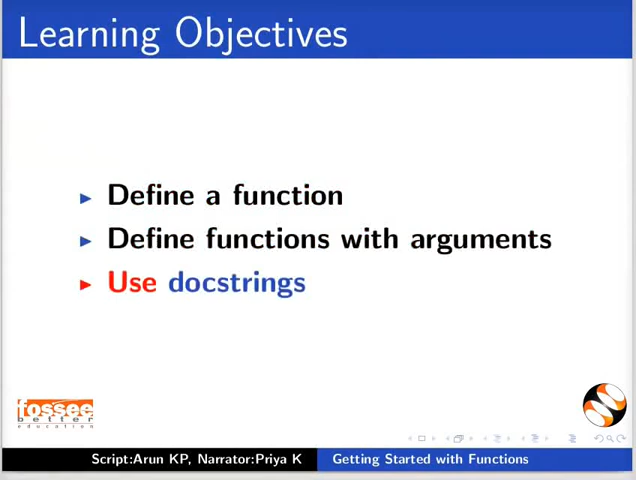 Learning Objectives
Define a function
Define functions with arguments
Use docstrings
fossee
better
education
Script:Arun KP, Narrator:Priya K
Getting Started with Functions